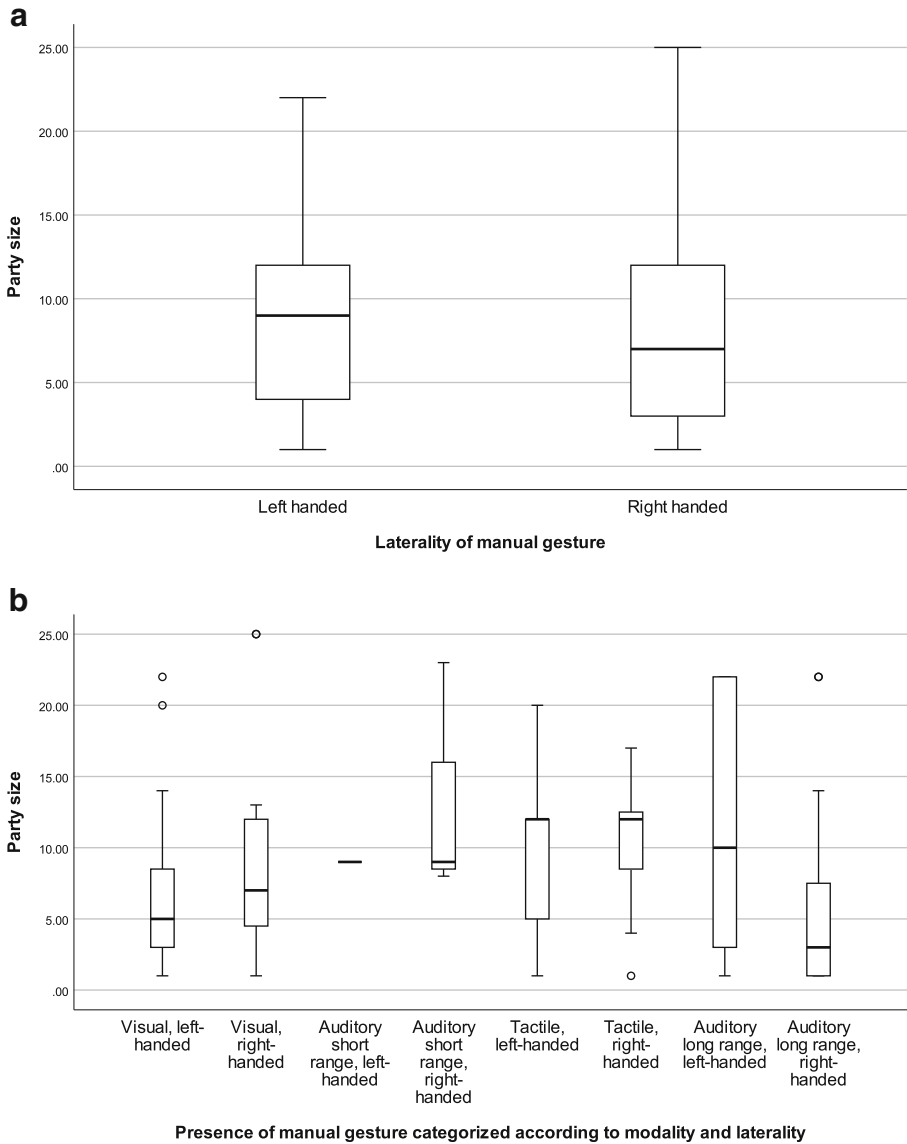 a
25.00
20.00
15.00
10.00
5.00
.00
Party size
Left handed
Right handed
Laterality of manual gesture
b
25.00
20.00
15.00
10.00
5.00
.00
Party size
Visual, left-
handed
Visual,
right-
handed
Auditory
short
range, left-
handed
Auditory
short
range,
right-
handed
Tactile,
left-handed
Tactile,
right-
handed
Auditory
long range,
left-handed
Auditory
long range,
right-
handed
Presence of manual gesture categorized according to modality and laterality